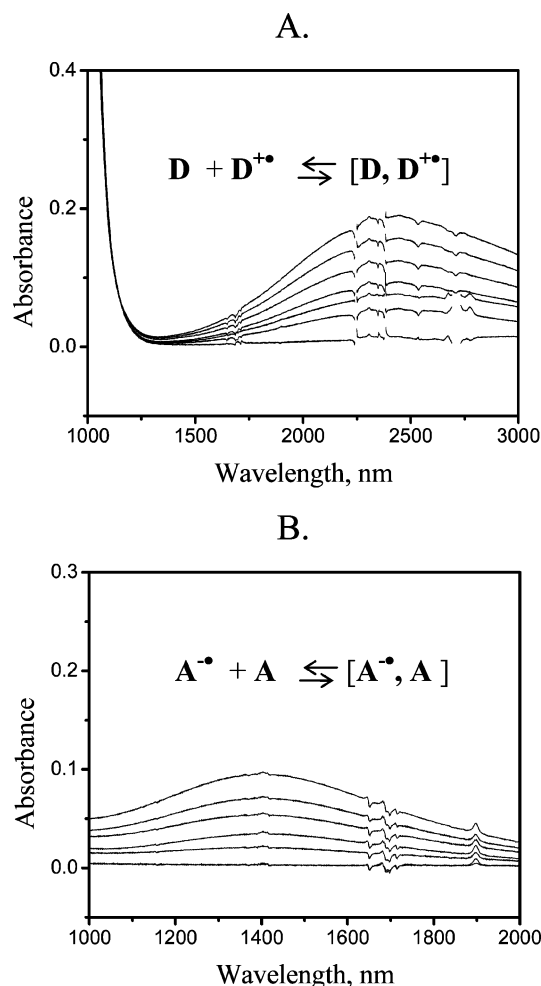 A.
0.4
0.2
0.0
Absorbance
D + D⁺• ⇌ [D, D⁺•]
1000 1500 2000 2500 3000
Wavelength, nm
B.
0.3
0.2
0.1
0.0
Absorbance
A⁻• + A ⇌ [A⁻•, A ]
1000 1200 1400 1600 1800 2000
Wavelength, nm